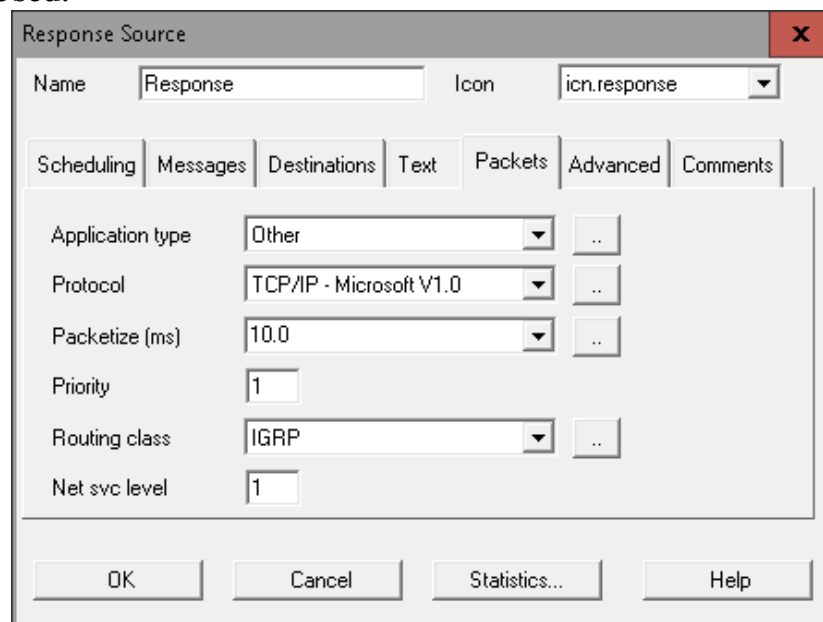 Response Source x
Name Response Icon icn.response
Scheduling Messages Destinations Text Packets Advanced Comments
Application type Other ..
Protocol TCP/IP - Microsoft V1.0 ..
Packetize (ms) 10.0 ..
Priority 1
Routing class IGRP ..
Net svc level 1
OK Cancel Statistics... Help